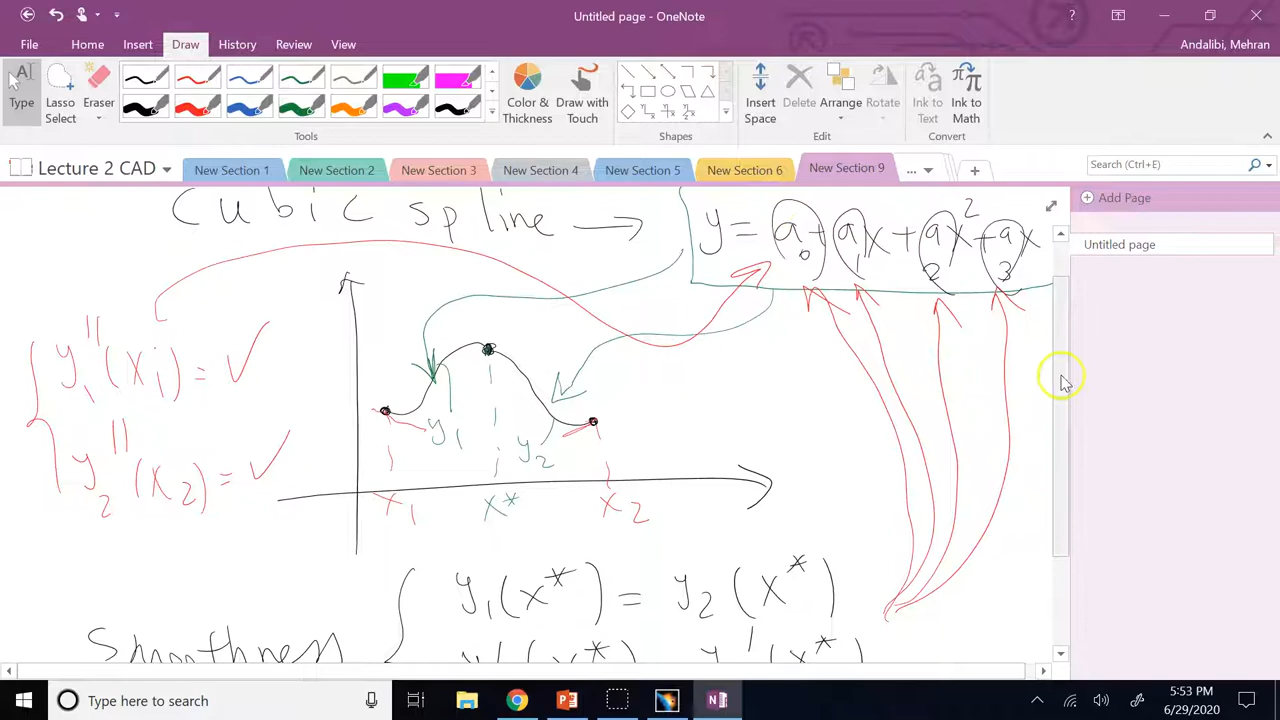 Untitled page - OneNote
?
File
Home
Insert
Draw
History
Review
View
Andalibi, Mehran
Type
Lasso Select
Eraser
Color & Thickness
Draw with Touch
Insert Space
Delete
Arrange
Rotate
Ink to Text
Ink to Math
Tools
Shapes
Edit
Convert
Lecture 2 CAD
New Section 1
New Section 2
New Section 3
New Section 4
New Section 5
New Section 6
New Section 9
...
Search (Ctrl+E)
Add Page
Untitled page
Cubic spline → y = a₀ + a₁x + a₂x² + a₃x
y₁''(x₁) = ✓
y₂''(x₂) = ✓
y₁
y₂
x₁
x*
x₂
y₁(x*) = y₂(x*)
Smoothness
Type here to search
5:53 PM
6/29/2020